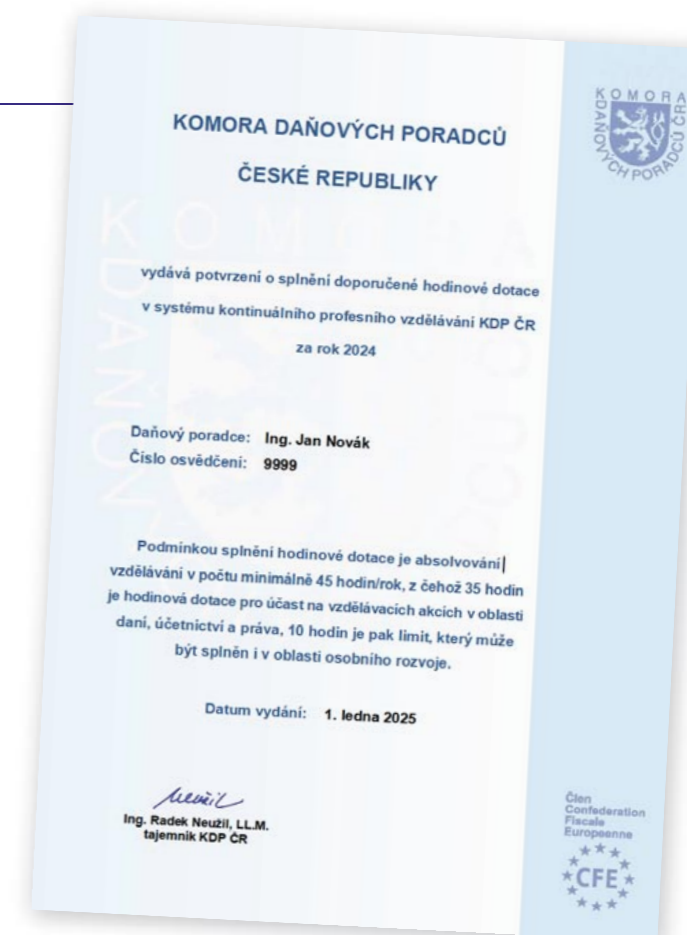 KOMORA DAŇOVÝCH PORADCŮ ČR
KOMORA DAŇOVÝCH PORADCŮ
ČESKÉ REPUBLIKY
vydává potvrzení o splnění doporučené hodinové dotace
v systému kontinuálního profesního vzdělávání KDP ČR
za rok 2024
Daňový poradce: Ing. Jan Novák
Číslo osvědčení: 9999
Podmínkou splnění hodinové dotace je absolvování
vzdělávání v počtu minimálně 45 hodin/rok, z čehož 35 hodin
je hodinová dotace pro účast na vzdělávacích akcích v oblasti
daní, účetnictví a práva, 10 hodin je pak limit, který může
být splněn i v oblasti osobního rozvoje.
Datum vydání: 1. ledna 2025
Neužil
Ing. Radek Neužil, LL.M.
tajemník KDP ČR
Člen
Confederation
Fiscale
Europeenne
CFE